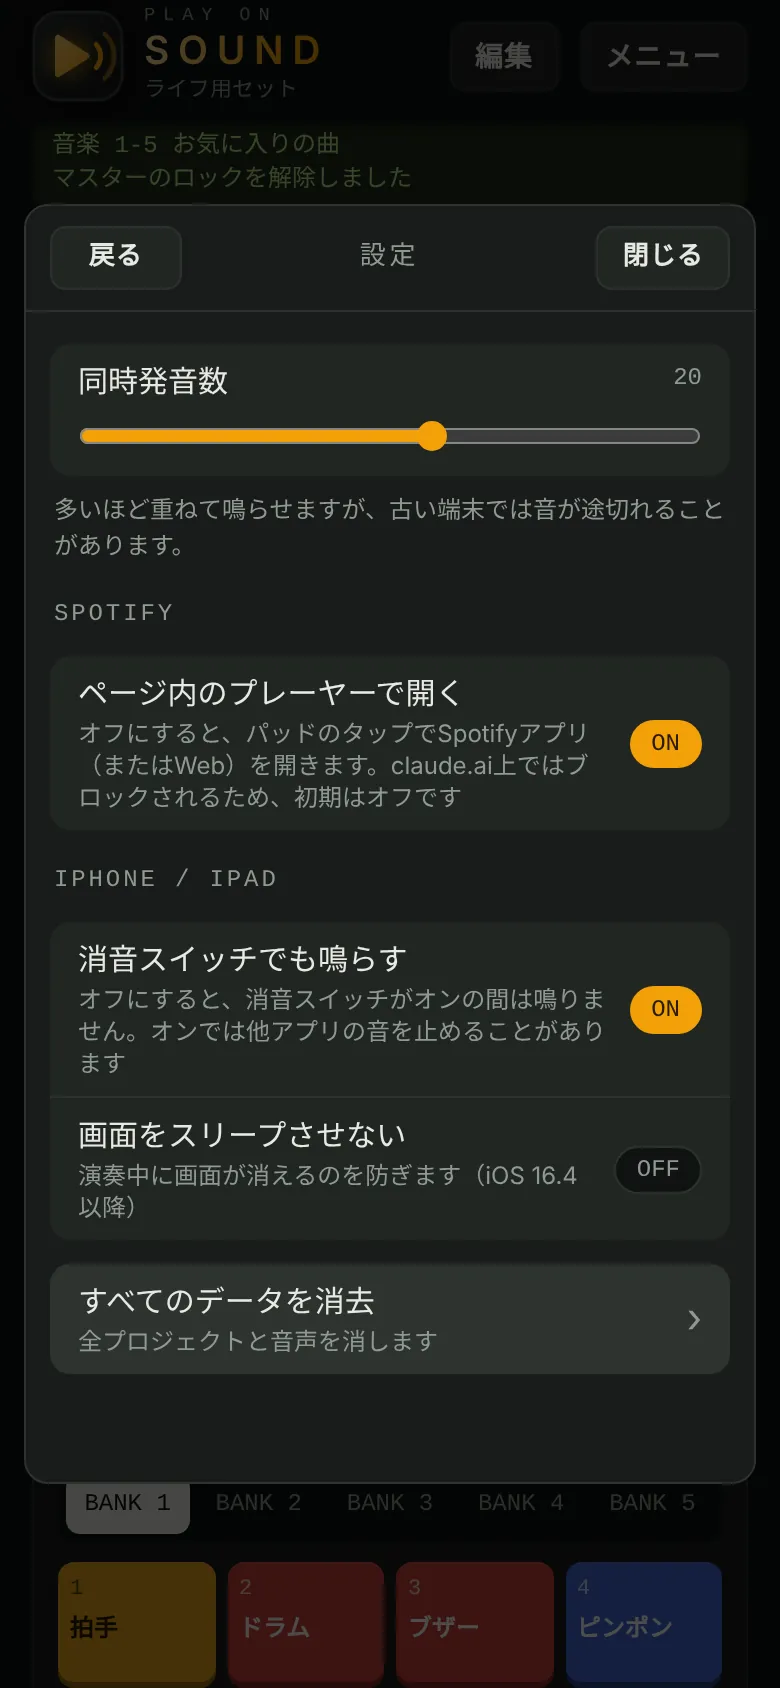 PLAY ON
SOUND
ライフ用セット
編集
メニュー
音楽 1-5 お気に入りの曲
マスターのロックを解除しました
戻る
設定
閉じる
同時発音数
20
多いほど重ねて鳴らせますが、古い端末では音が途切れること
があります。
SPOTIFY
ページ内のプレーヤーで開く
オフにすると、パッドのタップでSpotifyアプリ
（またはWeb）を開きます。claude.ai上ではブ
ロックされるため、初期はオフです
ON
IPHONE / IPAD
消音スイッチでも鳴らす
オフにすると、消音スイッチがオンの間は鳴りま
せん。オンでは他アプリの音を止めることがあり
ます
ON
画面をスリープさせない
演奏中に画面が消えるのを防ぎます（iOS 16.4
以降）
OFF
すべてのデータを消去
全プロジェクトと音声を消します
›
BANK 1
BANK 2
BANK 3
BANK 4
BANK 5
1
拍手
2
ドラム
3
ブザー
4
ピンポン